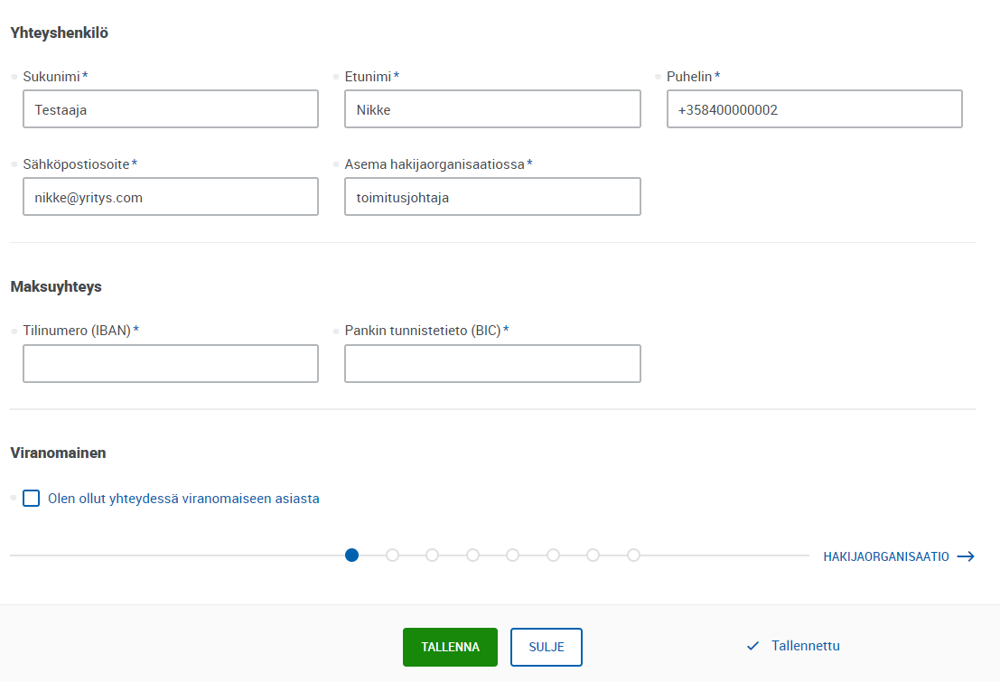 Yhteyshenkilö
Sukunimi* Etunimi* Puhelin*
Testaaja Nikke +358400000002
Sähköpostiosoite* Asema hakijaorganisaatiossa*
nikke@yritys.com toimitusjohtaja
Maksuyhteys
Tilinumero (IBAN)* Pankin tunnistetieto (BIC)*
Viranomainen
Olen ollut yhteydessä viranomaiseen asiasta
HAKIJAORGANISAATIO
TALLENNA SULJE Tallennettu